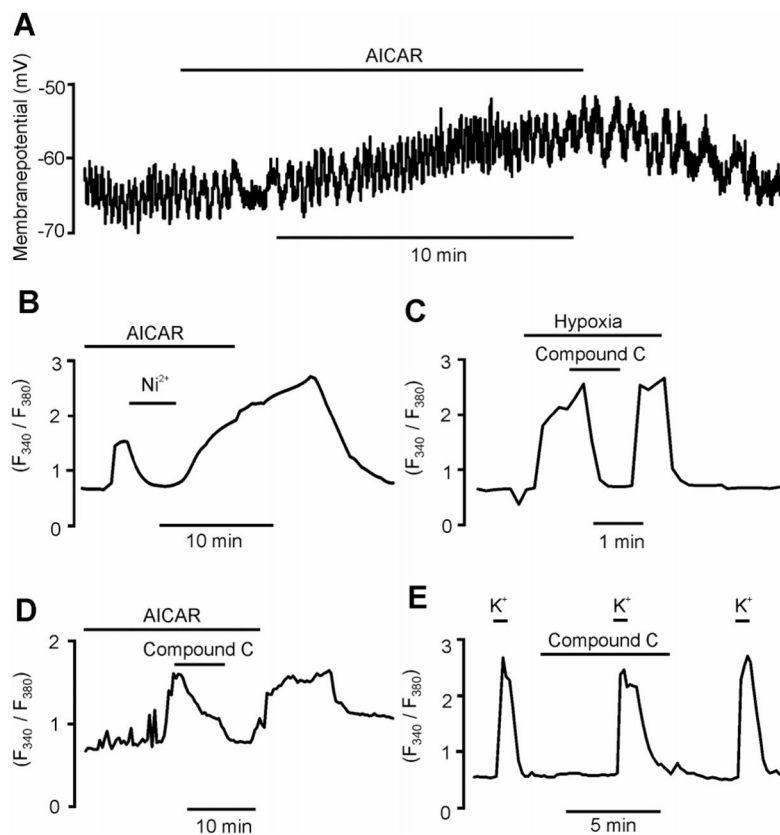 A
AICAR
Membranepotential (mV)
-50
-60
-70
10 min
B
AICAR
Ni²⁺
(F₃₄₀ / F₃₈₀)
3
2
1
0
10 min
C
Hypoxia
Compound C
(F₃₄₀ / F₃₈₀)
3
2
1
0
1 min
D
AICAR
Compound C
(F₃₄₀ / F₃₈₀)
2
1
0
10 min
E
K⁺ K⁺ K⁺
Compound C
(F₃₄₀ / F₃₈₀)
3
2
1
0
5 min